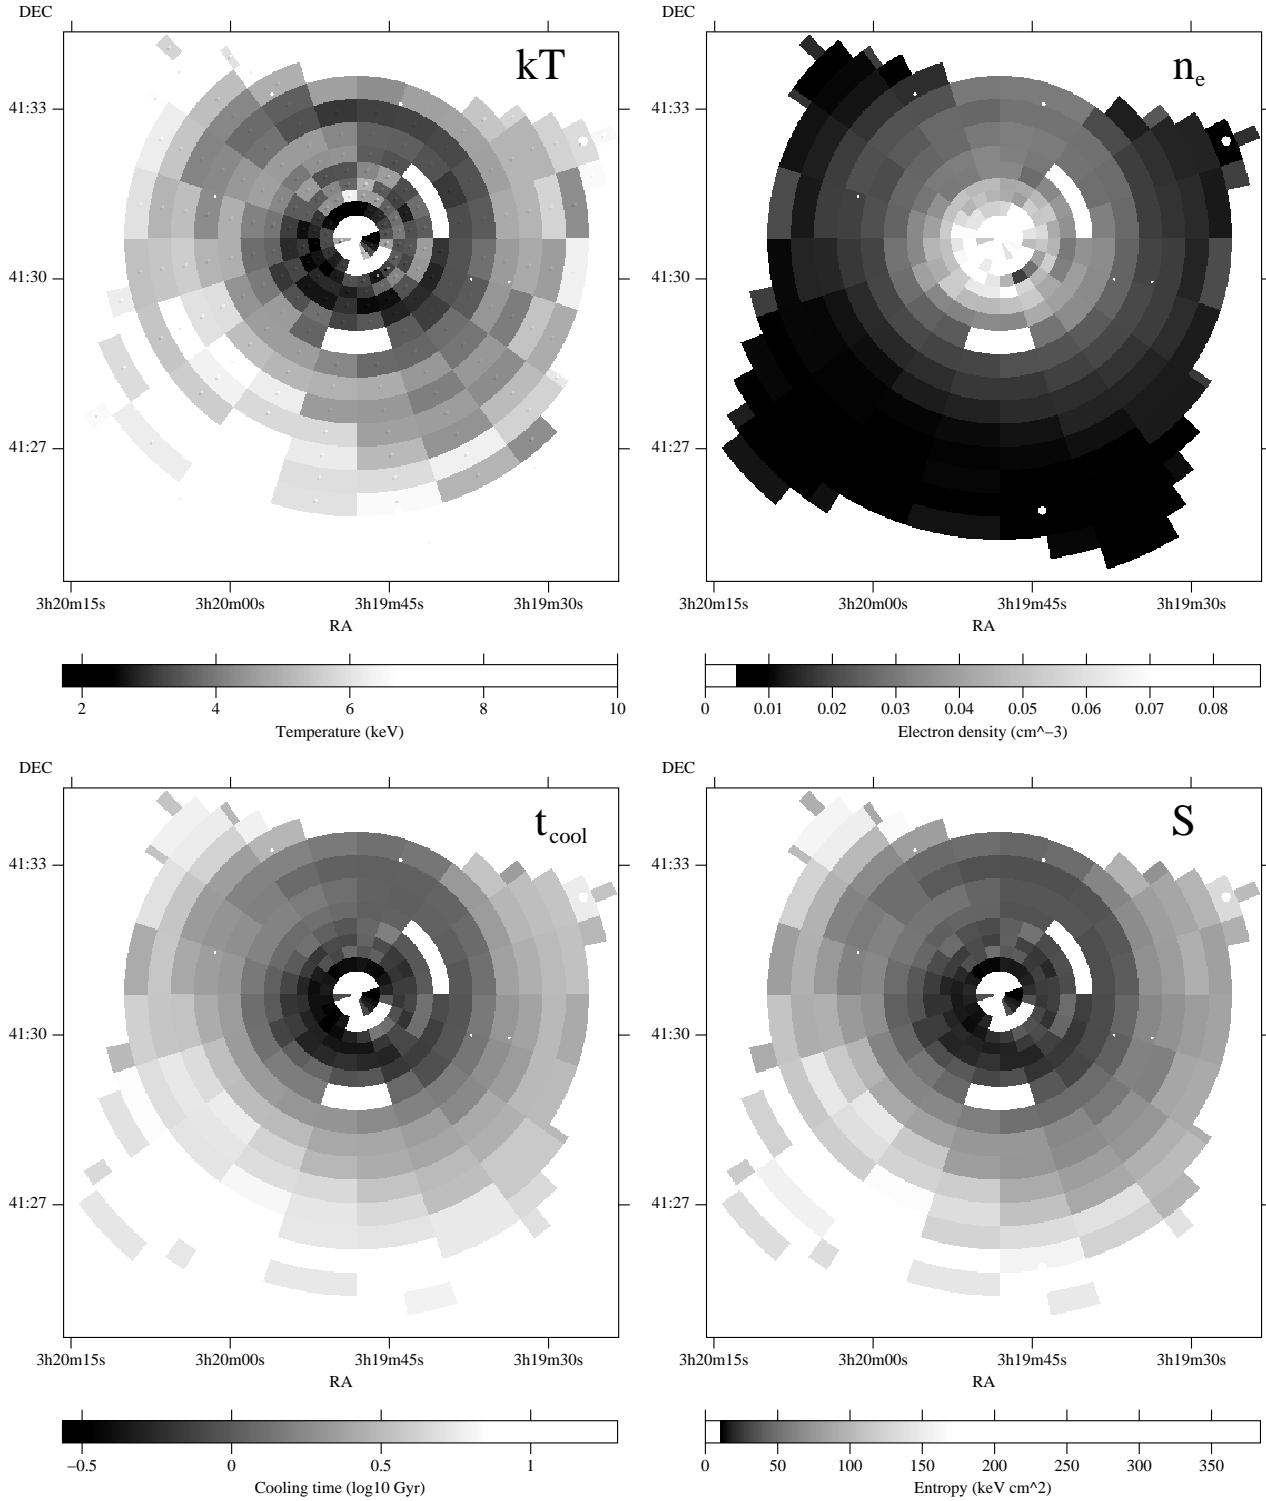 DEC
DEC
kT
n_e
41:33
41:33
41:30
41:30
41:27
41:27
3h20m15s 3h20m00s 3h19m45s 3h19m30s
3h20m15s 3h20m00s 3h19m45s 3h19m30s
RA
RA
2 4 6 8 10
0 0.01 0.02 0.03 0.04 0.05 0.06 0.07 0.08
Temperature (keV)
Electron density (cm^−3)
DEC
DEC
t_cool
S
41:33
41:33
41:30
41:30
41:27
41:27
3h20m15s 3h20m00s 3h19m45s 3h19m30s
3h20m15s 3h20m00s 3h19m45s 3h19m30s
RA
RA
−0.5 0 0.5 1
0 50 100 150 200 250 300 350
Cooling time (log10 Gyr)
Entropy (keV cm^2)